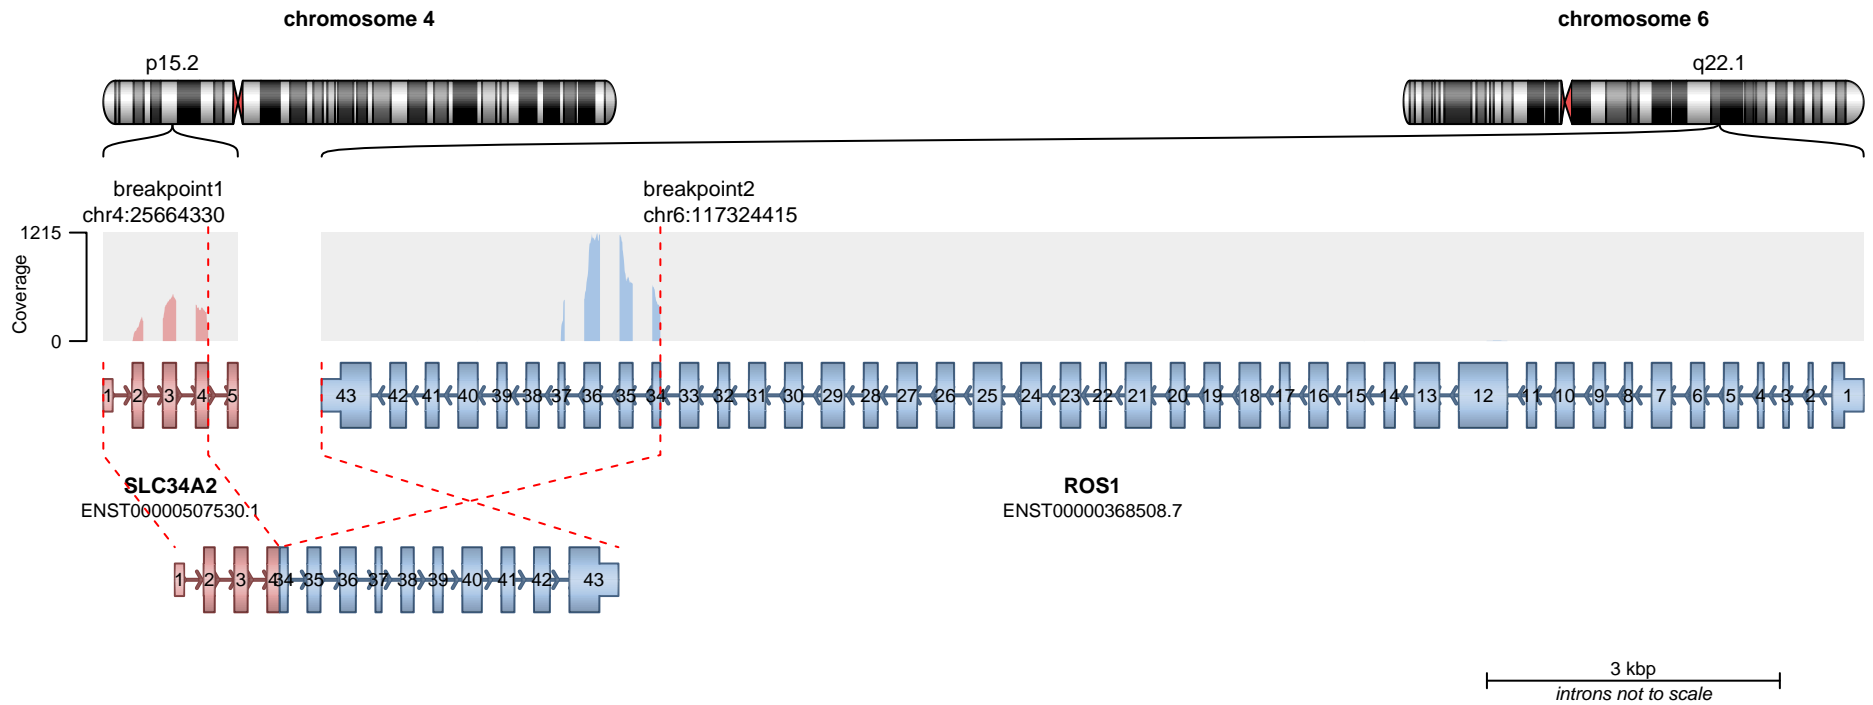 chromosome 4
chromosome 6
p15.2
q22.1
breakpoint1
chr4:25664330
breakpoint2
chr6:117324415
1215
Coverage
0
1 2 3 4 5
43 42 41 40 39 38 37 36 35 34 33 32 31 30 29 28 27 26 25 24 23 22 21 20 19 18 17 16 15 14 13 12 11 10 9 8 7 6 5 4 3 2 1
SLC34A2
ENST00000507530.1
ROS1
ENST00000368508.7
1 2 3 4 34 35 36 37 38 39 40 41 42 43
3 kbp
introns not to scale